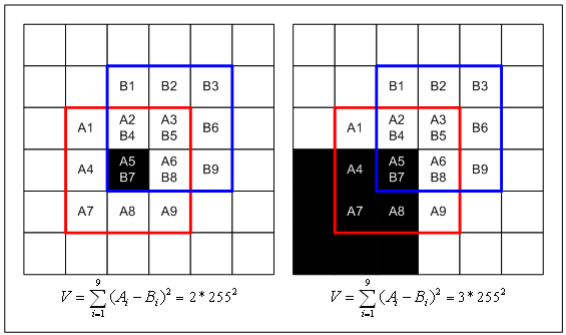 B1 B2 B3
A1 A2 A3 B6
B4 B5
A4 A5 A6 B9
B7 B8
A7 A8 A9
V = \sum_{i=1}^{9} (A_i - B_i)^2 = 2 * 255^2
B1 B2 B3
A1 A2 A3 B6
B4 B5
A4 A5 A6 B9
B7 B8
A7 A8 A9
V = \sum_{i=1}^{9} (A_i - B_i)^2 = 3 * 255^2